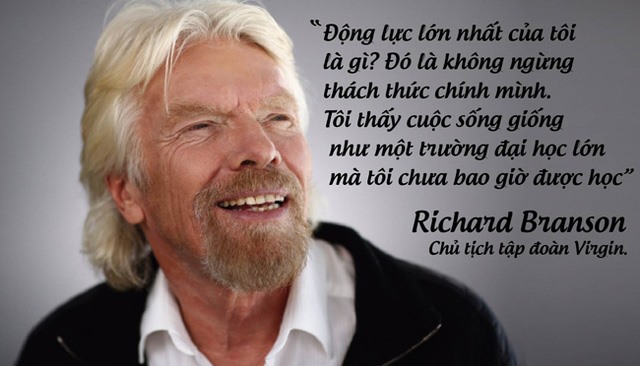 “Động lực lớn nhất của tôi
là gì? Đó là không ngừng
thách thức chính mình.
Tôi thấy cuộc sống giống
như một trường đại học lớn
mà tôi chưa bao giờ được học”
Richard Branson
Chủ tịch tập đoàn Virgin.